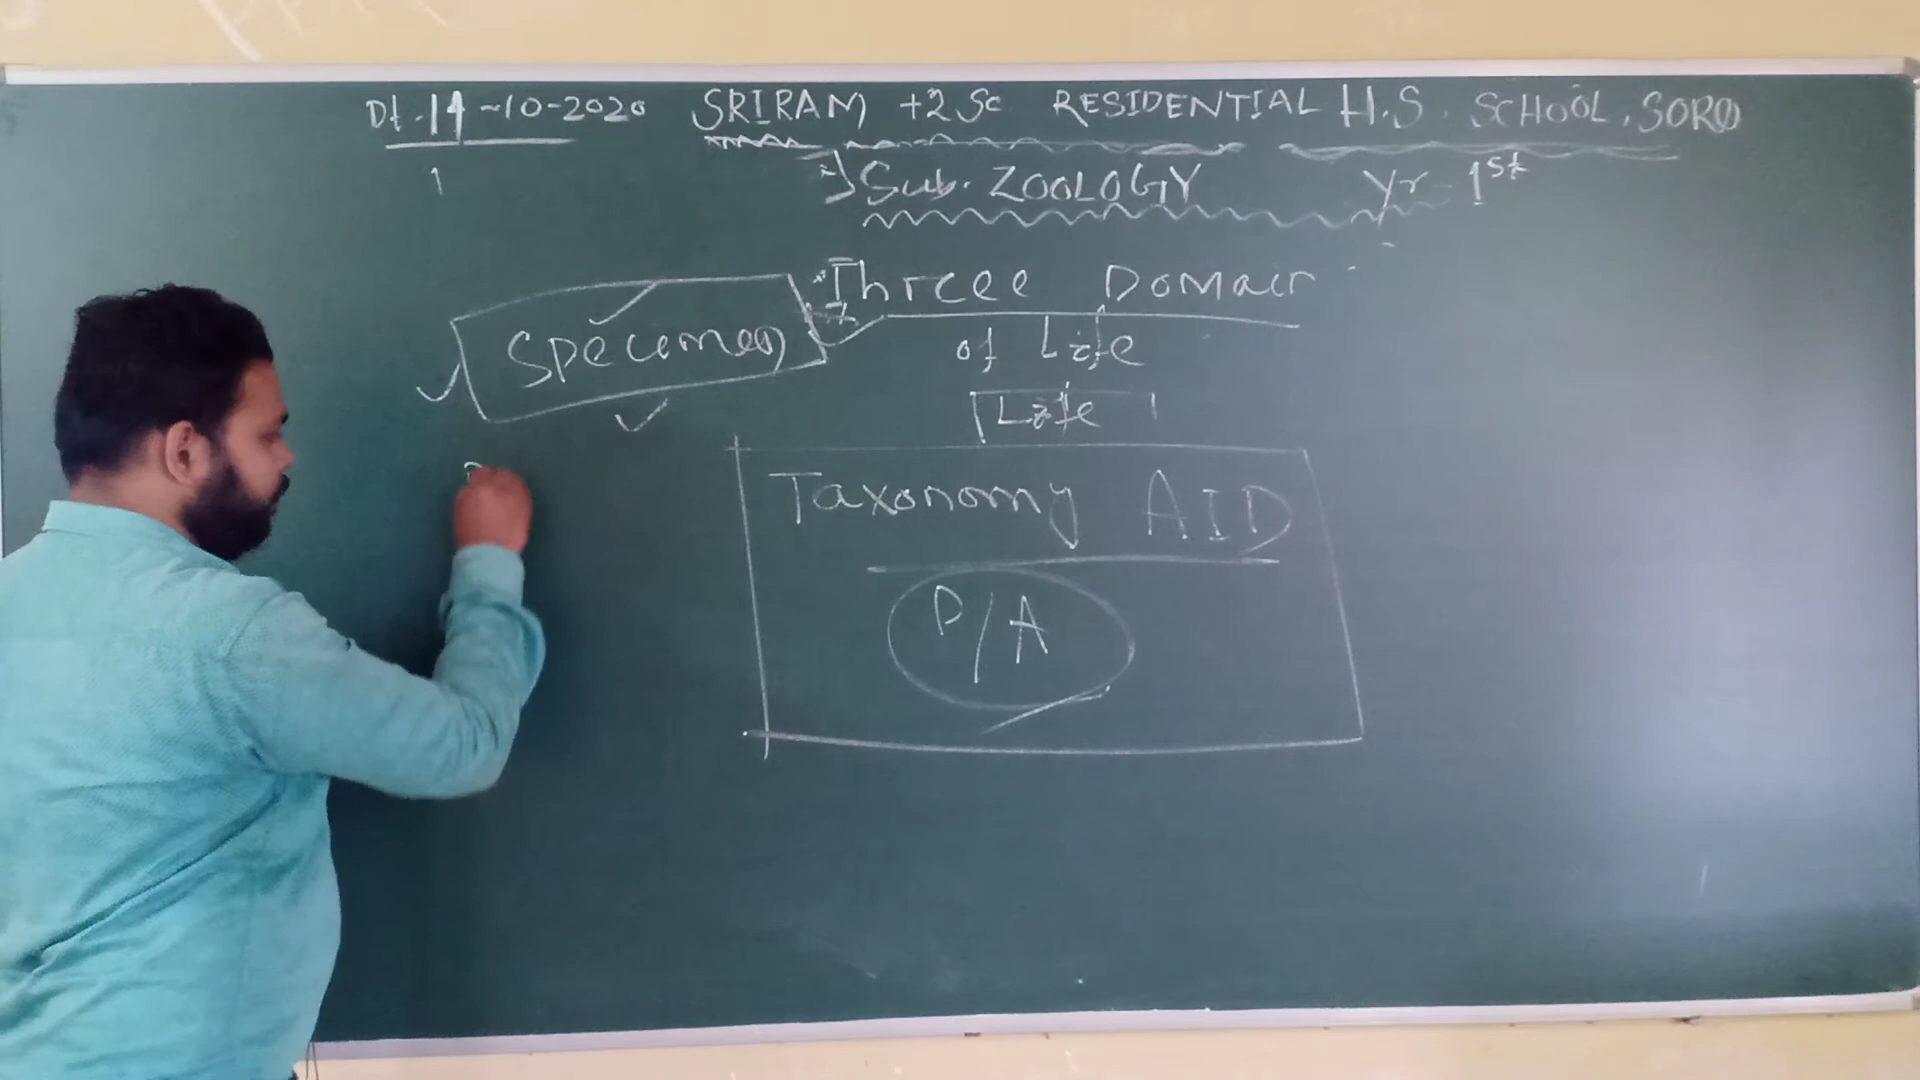 Dt. 14-10-2020 SRIRAM +2 Sc RESIDENTIAL H.S. SCHOOL, SORO
1
Sub. ZOOLOGY Yr - 1st
Three Domain
of Life
Specimen
Life
Taxonomy AID
P/A